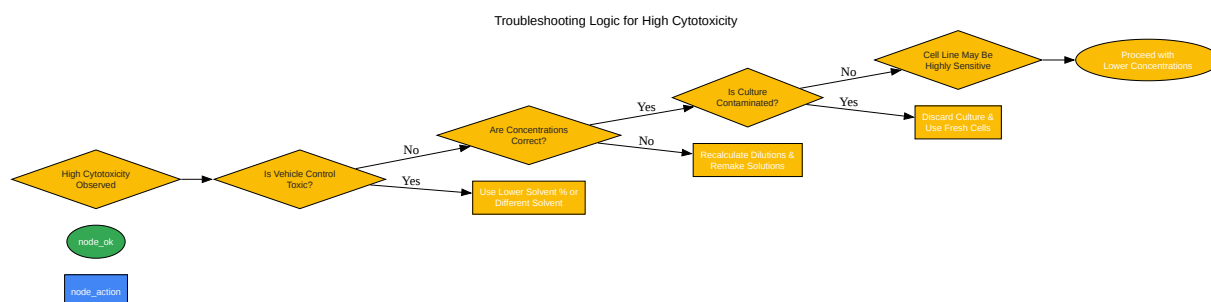 Troubleshooting Logic for High Cytotoxicity
High Cytotoxicity
Observed
Is Vehicle Control
Toxic?
No
Yes
Use Lower Solvent % or
Different Solvent
Are Concentrations
Correct?
Yes
No
Recalculate Dilutions &
Remake Solutions
Is Culture
Contaminated?
No
Yes
Discard Culture &
Use Fresh Cells
Cell Line May Be
Highly Sensitive
Proceed with
Lower Concentrations
node_ok
node_action